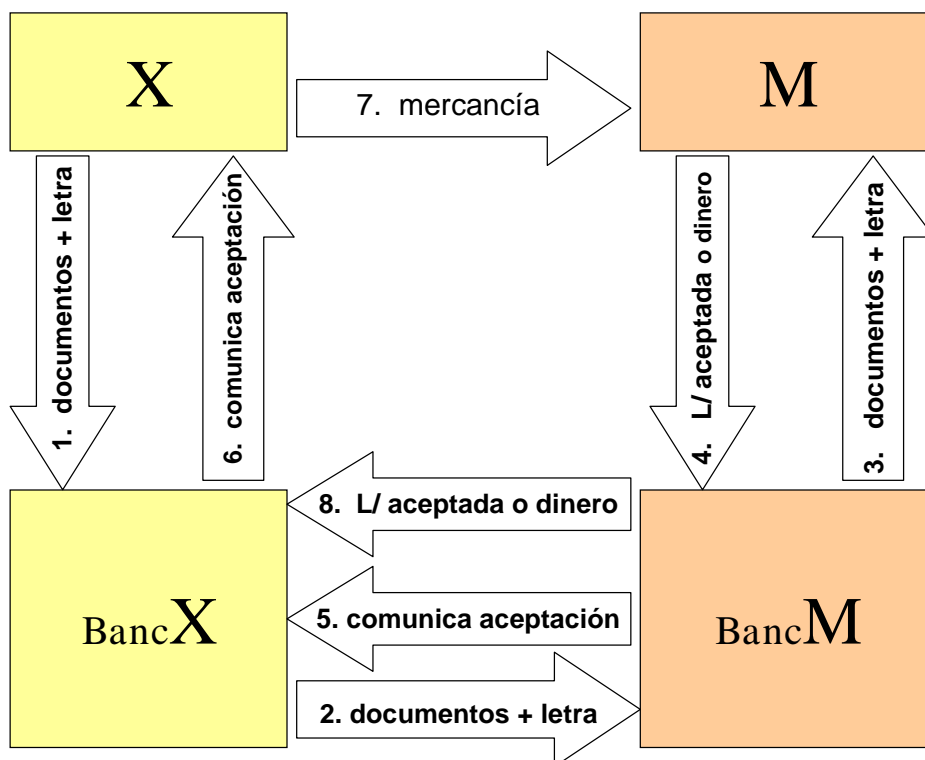 X
M
7. mercancía
1. documentos + letra
6. comunica aceptación
4. L/ aceptada o dinero
3. documentos + letra
8. L/ aceptada o dinero
5. comunica aceptación
2. documentos + letra
BancX
BancM